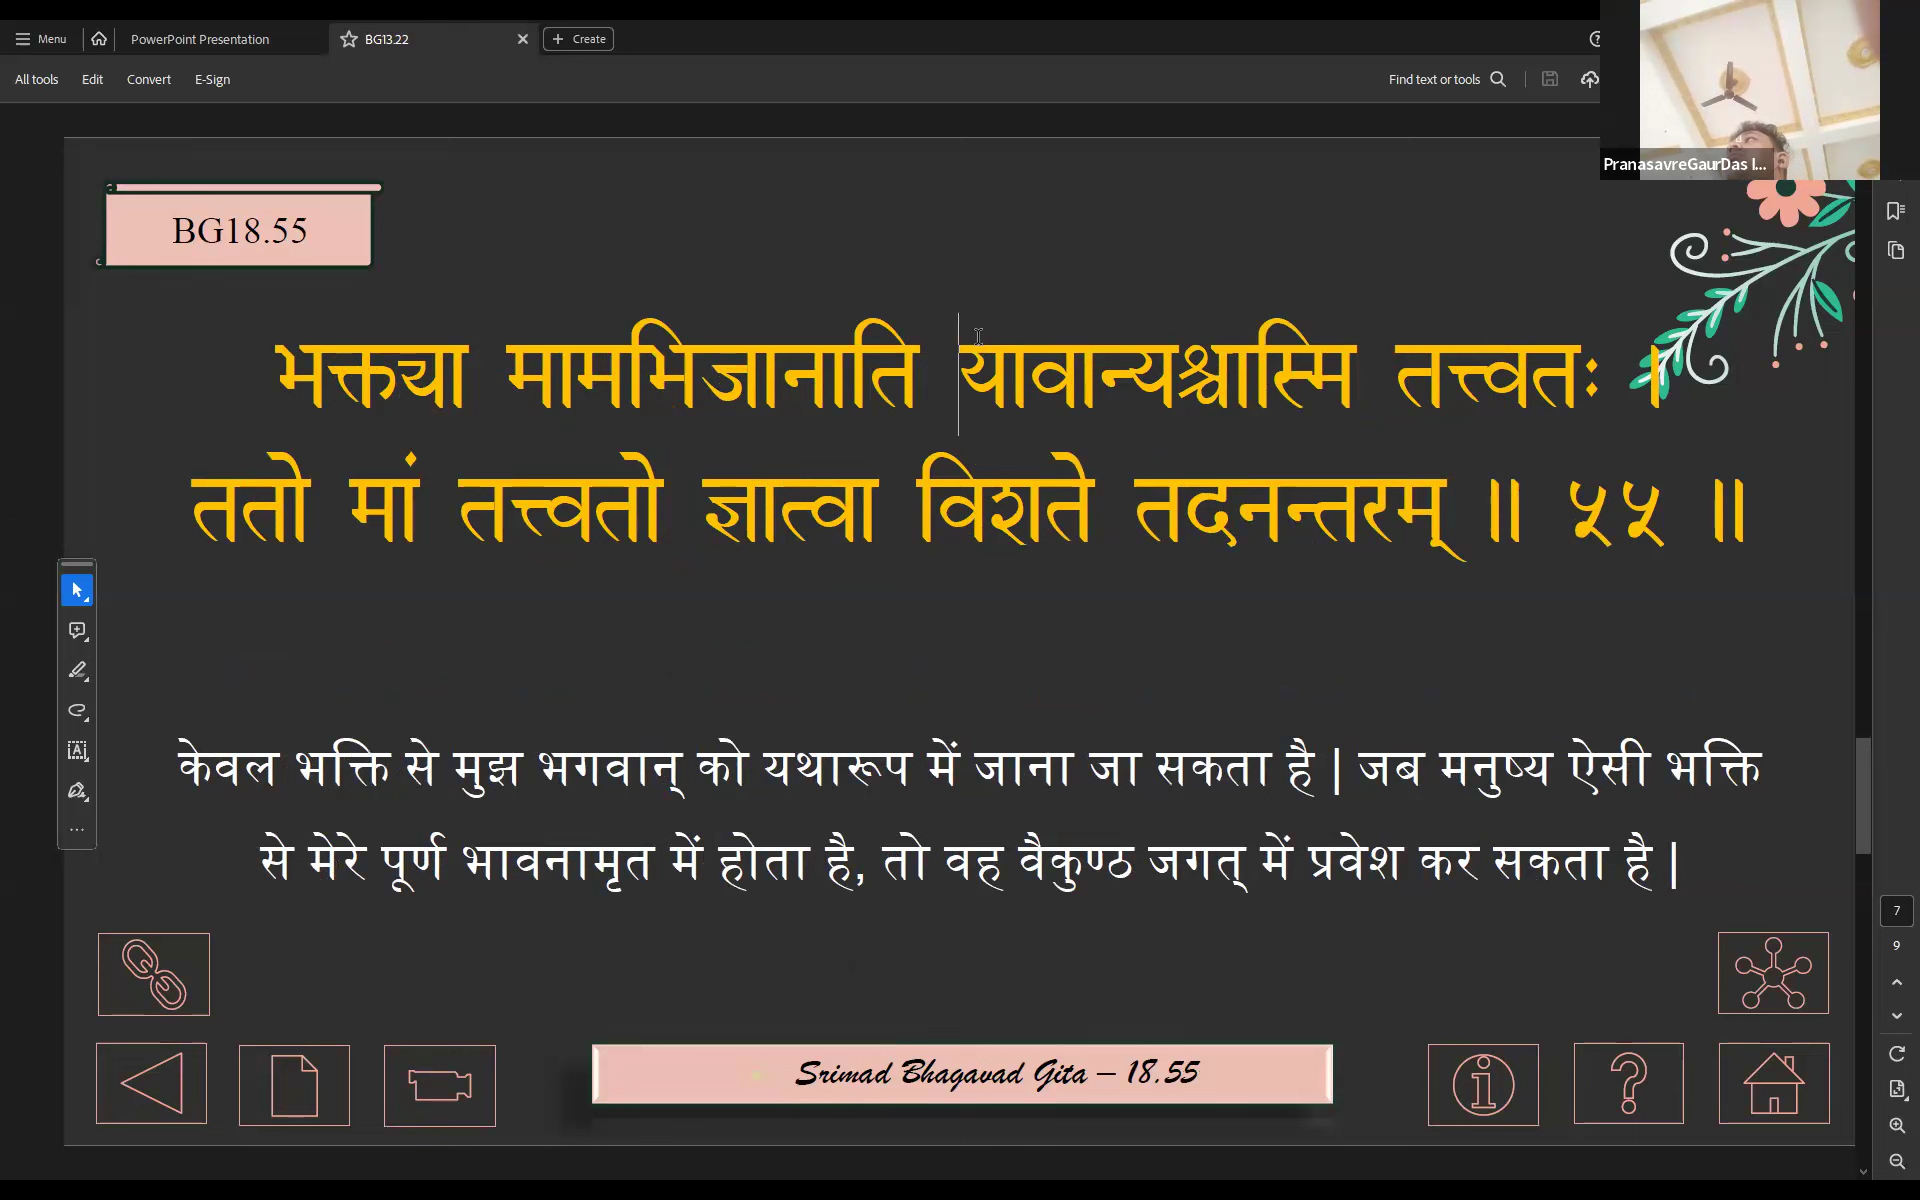 Menu
PowerPoint Presentation
BG13.22
Create
All tools
Edit
Convert
E-Sign
Find text or tools
PranasavreGaurDas I...
BG18.55
भक्त्या मामभिजानाति यावान्यश्चास्मि तत्त्वतः ।
ततो मां तत्त्वतो ज्ञात्वा विशते तदनन्तरम् ॥ ५५ ॥
केवल भक्ति से मुझ भगवान् को यथारूप में जाना जा सकता है | जब मनुष्य ऐसी भक्ति
से मेरे पूर्ण भावनामृत में होता है, तो वह वैकुण्ठ जगत् में प्रवेश कर सकता है |
7
9
Srimad Bhagavad Gita – 18.55